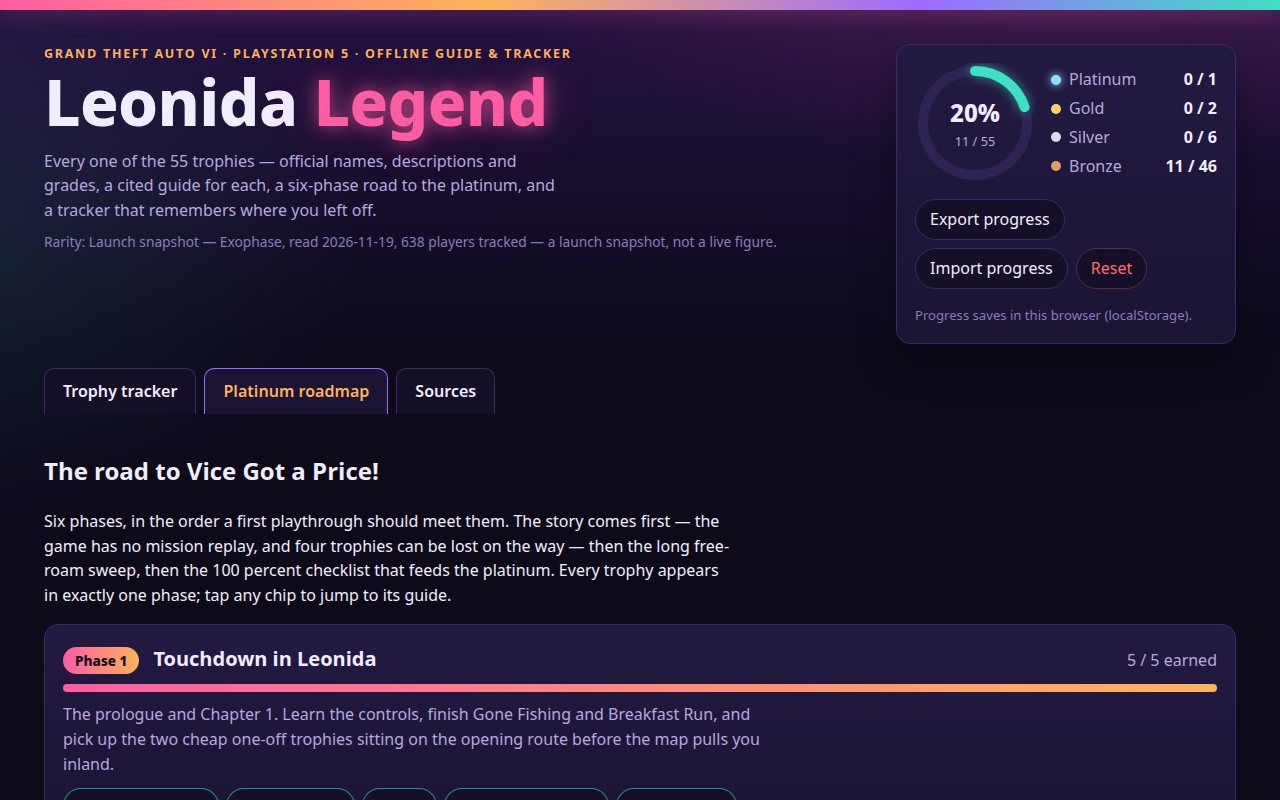 GRAND THEFT AUTO VI · PLAYSTATION 5 · OFFLINE GUIDE & TRACKER
Leonida Legend
Every one of the 55 trophies — official names, descriptions and
grades, a cited guide for each, a six-phase road to the platinum, and
a tracker that remembers where you left off.
Rarity: Launch snapshot — Exophase, read 2026-11-19, 638 players tracked — a launch snapshot, not a live figure.
20%
11 / 55
Platinum 0 / 1
Gold 0 / 2
Silver 0 / 6
Bronze 11 / 46
Export progress
Import progress Reset
Progress saves in this browser (localStorage).
Trophy tracker Platinum roadmap Sources
The road to Vice Got a Price!
Six phases, in the order a first playthrough should meet them. The story comes first — the
game has no mission replay, and four trophies can be lost on the way — then the long free-
roam sweep, then the 100 percent checklist that feeds the platinum. Every trophy appears
in exactly one phase; tap any chip to jump to its guide.
Phase 1 Touchdown in Leonida 5 / 5 earned
The prologue and Chapter 1. Learn the controls, finish Gone Fishing and Breakfast Run, and
pick up the two cheap one-off trophies sitting on the opening route before the map pulls you
inland.